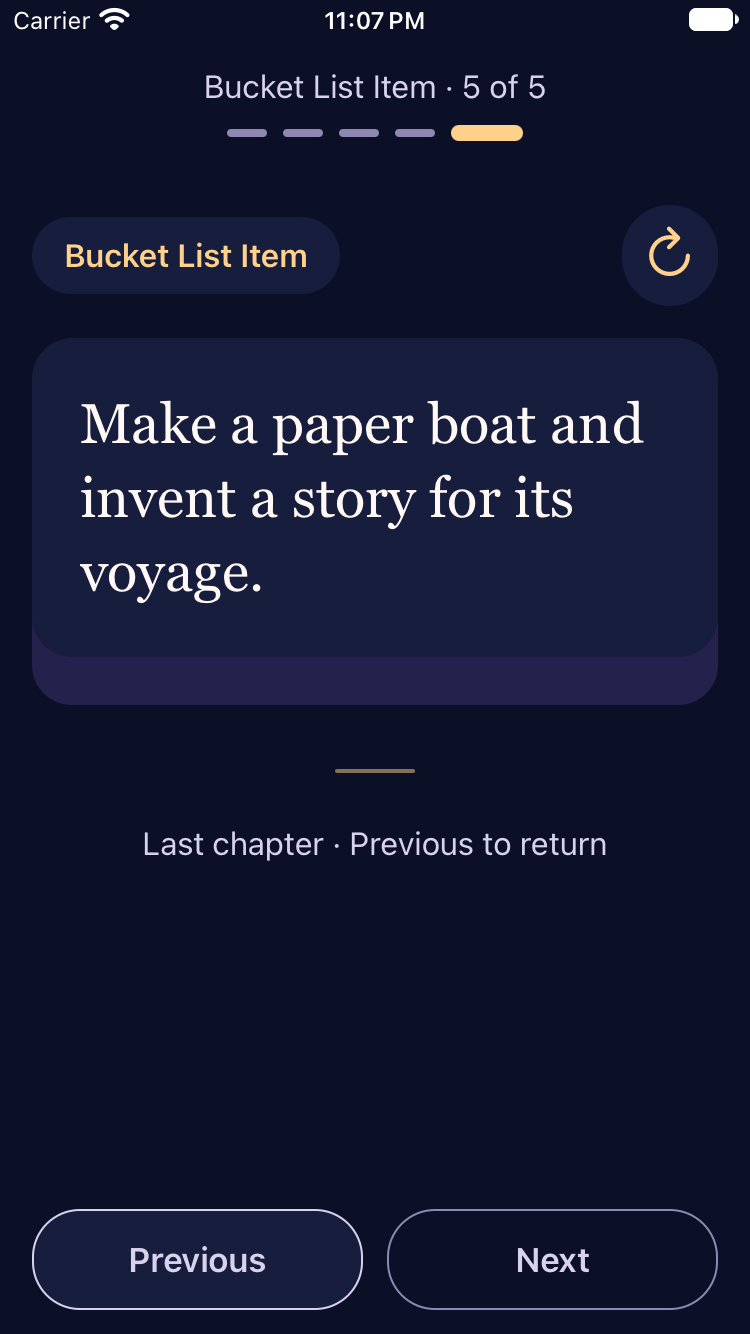 Carrier 11:07 PM
Bucket List Item · 5 of 5
Bucket List Item
Make a paper boat and
invent a story for its
voyage.
Last chapter · Previous to return
Previous Next